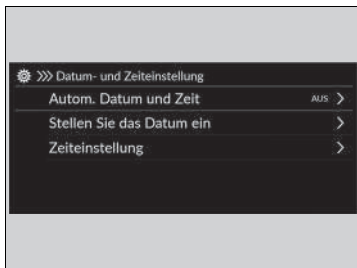 Datum- und Zeiteinstellung
Autom. Datum und Zeit AUS
Stellen Sie das Datum ein
Zeiteinstellung